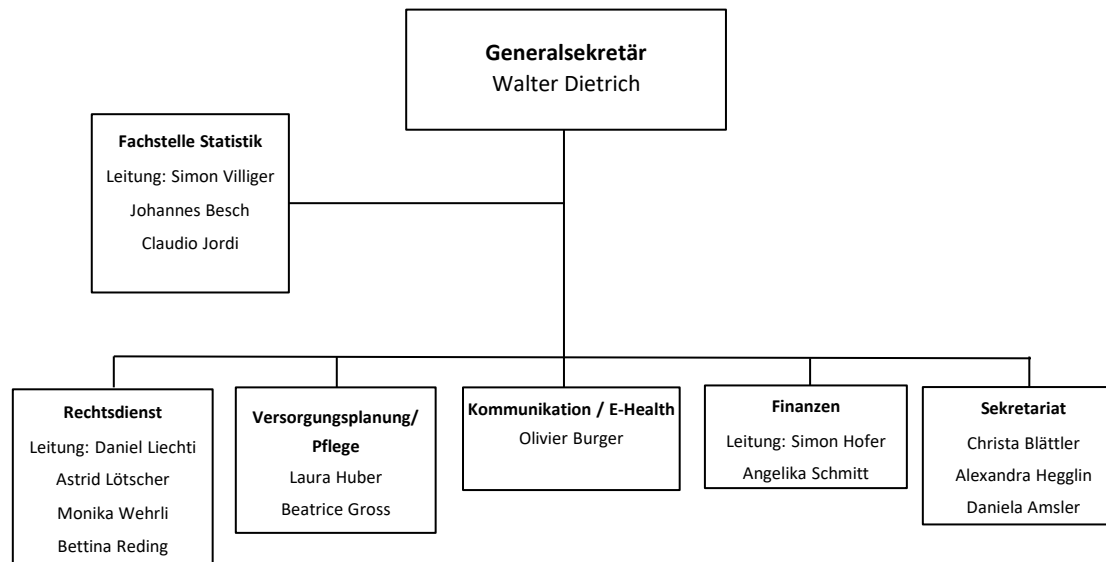 Generalsekretär
Walter Dietrich
Fachstelle Statistik
Leitung: Simon Villiger
Johannes Besch
Claudio Jordi
Rechtsdienst
Leitung: Daniel Liechti
Astrid Lötscher
Monika Wehrli
Bettina Reding
Versorgungsplanung/
Pflege
Laura Huber
Beatrice Gross
Kommunikation / E-Health
Olivier Burger
Finanzen
Leitung: Simon Hofer
Angelika Schmitt
Sekretariat
Christa Blättler
Alexandra Hegglin
Daniela Amsler